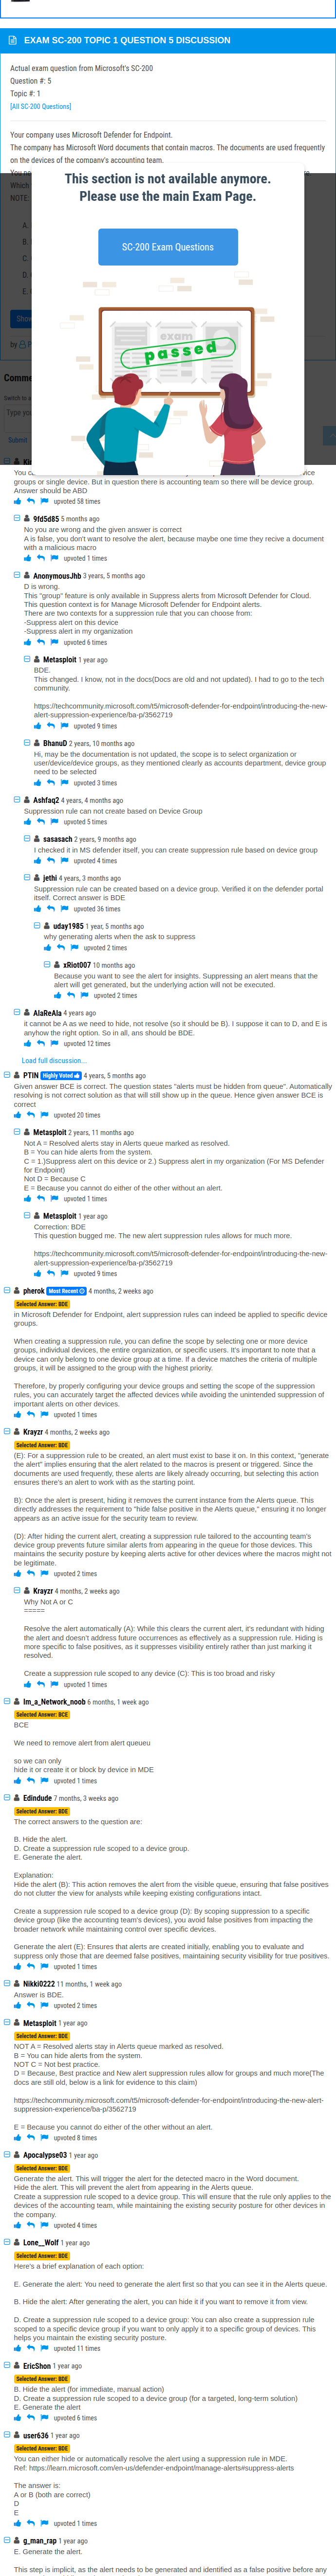 EXAM SC-200 TOPIC 1 QUESTION 5 DISCUSSION
Actual exam question from Microsoft's SC-200
Question #: 5
Topic #: 1
[All SC-200 Questions]
Your company uses Microsoft Defender for Endpoint.
The company has Microsoft Word documents that contain macros. The documents are used frequently
on the devices of the company's accounting team.
This section is not available anymore.
Please use the main Exam Page.
SC-200 Exam Questions
exam
passed
Which
NOTE:
by
Submit
groups or single device. But in question there is accounting team so there will be device group.
Answer should be ABD
upvoted 58 times
9fd5d85 5 months ago
No you are wrong and the given answer is correct
A is false, you don't want to resolve the alert, because maybe one time they recive a document
with a malicious macro
upvoted 1 times
AnonymousJhb 3 years, 5 months ago
D is wrong.
This "group" feature is only available in Suppress alerts from Microsoft Defender for Cloud.
This question context is for Manage Microsoft Defender for Endpoint alerts.
There are two contexts for a suppression rule that you can choose from:
-Suppress alert on this device
-Suppress alert in my organization
upvoted 6 times
Metasploit 1 year ago
BDE.
This changed. I know, not in the docs(Docs are old and not updated). I had to go to the tech
community.
https://techcommunity.microsoft.com/t5/microsoft-defender-for-endpoint/introducing-the-new-
alert-suppression-experience/ba-p/3562719
upvoted 9 times
BhanuD 2 years, 10 months ago
Hi, may be the documentation is not updated, the scope is to select organization or
user/device/device groups, as they mentioned clearly as accounts department, device group
need to be selected
upvoted 3 times
Ashfaq2 4 years, 4 months ago
Suppression rule can not create based on Device Group
upvoted 5 times
sasasach 2 years, 9 months ago
I checked it in MS defender itself, you can create suppression rule based on device group
upvoted 4 times
jethi 4 years, 3 months ago
Suppression rule can be created based on a device group. Verified it on the defender portal
itself. Correct answer is BDE
upvoted 36 times
uday1985 1 year, 5 months ago
why generating alerts when the ask to suppress
upvoted 2 times
xRiot007 10 months ago
Because you want to see the alert for insights. Suppressing an alert means that the
alert will get generated, but the underlying action will not be executed.
upvoted 2 times
AlaReAla 4 years ago
it cannot be A as we need to hide, not resolve (so it should be B). I suppose it can to D, and E is
anyhow the right option. So in all, ans should be BDE.
upvoted 12 times
Load full discussion...
PTIN Highly Voted 4 years, 5 months ago
Given answer BCE is correct. The question states "alerts must be hidden from queue". Automatically
resolving is not correct solution as that will still show up in the queue. Hence given answer BCE is
correct
upvoted 20 times
Metasploit 2 years, 11 months ago
Not A = Resolved alerts stay in Alerts queue marked as resolved.
B = You can hide alerts from the system.
C = 1.)Suppress alert on this device or 2.) Suppress alert in my organization (For MS Defender
for Endpoint)
Not D = Because C
E = Because you cannot do either of the other without an alert.
upvoted 1 times
Metasploit 1 year ago
Correction: BDE
This question bugged me. The new alert suppression rules allows for much more.
https://techcommunity.microsoft.com/t5/microsoft-defender-for-endpoint/introducing-the-new-
alert-suppression-experience/ba-p/3562719
upvoted 9 times
pherok Most Recent 4 months, 2 weeks ago
Selected Answer: BDE
in Microsoft Defender for Endpoint, alert suppression rules can indeed be applied to specific device
groups.
When creating a suppression rule, you can define the scope by selecting one or more device
groups, individual devices, the entire organization, or specific users. It's important to note that a
device can only belong to one device group at a time. If a device matches the criteria of multiple
groups, it will be assigned to the group with the highest priority.
Therefore, by properly configuring your device groups and setting the scope of the suppression
rules, you can accurately target the affected devices while avoiding the unintended suppression of
important alerts on other devices.
upvoted 1 times
Krayzr 4 months, 2 weeks ago
Selected Answer: BDE
(E): For a suppression rule to be created, an alert must exist to base it on. In this context, "generate
the alert" implies ensuring that the alert related to the macros is present or triggered. Since the
documents are used frequently, these alerts are likely already occurring, but selecting this action
ensures there's an alert to work with as the starting point.
B): Once the alert is present, hiding it removes the current instance from the Alerts queue. This
directly addresses the requirement to "hide false positive in the Alerts queue," ensuring it no longer
appears as an active issue for the security team to review.
(D): After hiding the current alert, creating a suppression rule tailored to the accounting team's
device group prevents future similar alerts from appearing in the queue for those devices. This
maintains the security posture by keeping alerts active for other devices where the macros might not
be legitimate.
upvoted 2 times
Krayzr 4 months, 2 weeks ago
Why Not A or C
=====
Resolve the alert automatically (A): While this clears the current alert, it's redundant with hiding
the alert and doesn't address future occurrences as effectively as a suppression rule. Hiding is
more specific to false positives, as it suppresses visibility entirely rather than just marking it
resolved.
Create a suppression rule scoped to any device (C): This is too broad and risky
upvoted 1 times
Im_a_Network_noob 6 months, 1 week ago
Selected Answer: BCE
BCE
We need to remove alert from alert queueu
so we can only
hide it or create it or block by device in MDE
upvoted 1 times
Edindude 7 months, 3 weeks ago
Selected Answer: BDE
The correct answers to the question are:
B. Hide the alert.
D. Create a suppression rule scoped to a device group.
E. Generate the alert.
Explanation:
Hide the alert (B): This action removes the alert from the visible queue, ensuring that false positives
do not clutter the view for analysts while keeping existing configurations intact.
Create a suppression rule scoped to a device group (D): By scoping suppression to a specific
device group (like the accounting team's devices), you avoid false positives from impacting the
broader network while maintaining control over specific devices.
Generate the alert (E): Ensures that alerts are created initially, enabling you to evaluate and
suppress only those that are deemed false positives, maintaining security visibility for true positives.
upvoted 1 times
Nikki0222 11 months, 1 week ago
Answer is BDE.
upvoted 2 times
Metasploit 1 year ago
Selected Answer: BDE
NOT A = Resolved alerts stay in Alerts queue marked as resolved.
B = You can hide alerts from the system.
NOT C = Not best practice.
D = Because, Best practice and New alert suppression rules allow for groups and much more(The
docs are still old, below is a link for evidence to this claim)
https://techcommunity.microsoft.com/t5/microsoft-defender-for-endpoint/introducing-the-new-alert-
suppression-experience/ba-p/3562719
E = Because you cannot do either of the other without an alert.
upvoted 8 times
Apocalypse03 1 year ago
Selected Answer: BDE
Generate the alert. This will trigger the alert for the detected macro in the Word document.
Hide the alert. This will prevent the alert from appearing in the Alerts queue.
Create a suppression rule scoped to a device group. This will ensure that the rule only applies to the
devices of the accounting team, while maintaining the existing security posture for other devices in
the company.
upvoted 4 times
Lone__Wolf 1 year ago
Selected Answer: BDE
Here's a brief explanation of each option:
E. Generate the alert: You need to generate the alert first so that you can see it in the Alerts queue.
B. Hide the alert: After generating the alert, you can hide it if you want to remove it from view.
D. Create a suppression rule scoped to a device group: You can also create a suppression rule
scoped to a specific device group if you want to only apply it to a specific group of devices. This
helps you maintain the existing security posture.
upvoted 11 times
EricShon 1 year ago
Selected Answer: BDE
B. Hide the alert (for immediate, manual action)
D. Create a suppression rule scoped to a device group (for a targeted, long-term solution)
E. Generate the alert
upvoted 6 times
user636 1 year ago
Selected Answer: BDE
You can either hide or automatically resolve the alert using a suppression rule in MDE.
Ref: https://learn.microsoft.com/en-us/defender-endpoint/manage-alerts#suppress-alerts
The answer is:
A or B (both are correct)
D
E
upvoted 1 times
g_man_rap 1 year ago
E. Generate the alert.
This step is implicit, as the alert needs to be generated and identified as a false positive before any